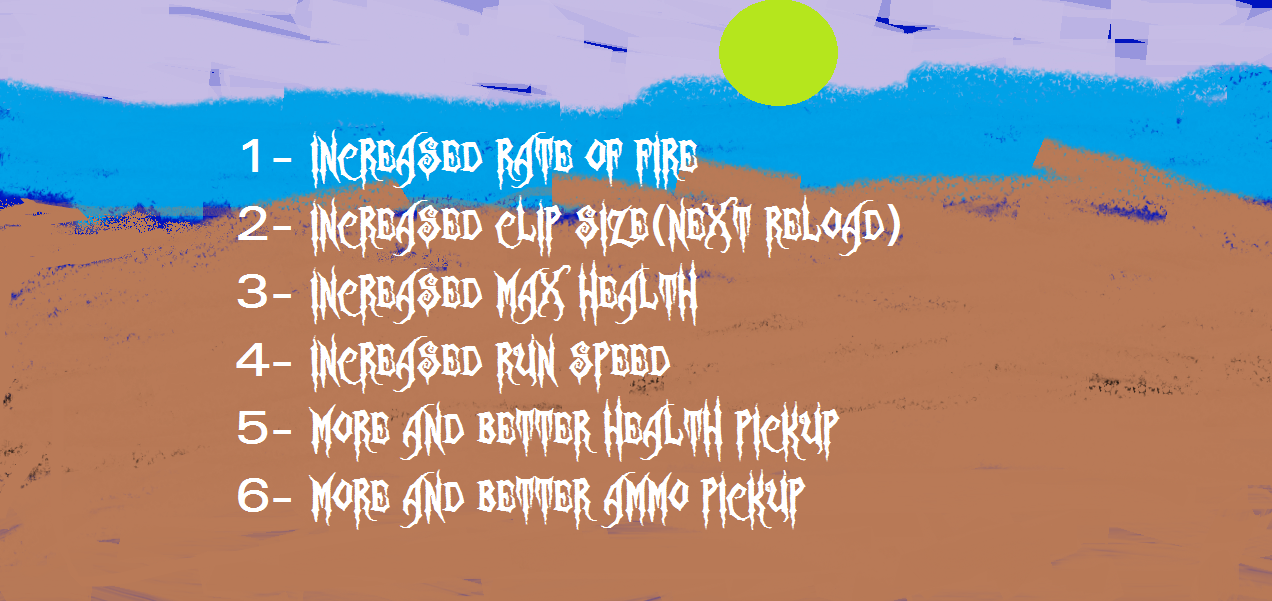 1- INCREASED RATE OF FIRE
2- INCREASED CLIP SIZE(NEXT RELOAD)
3- INCREASED MAX HEALTH
4- INCREASED RUN SPEED
5- MORE AND BETTER HEALTH PICKUP
6- MORE AND BETTER AMMO PICKUP